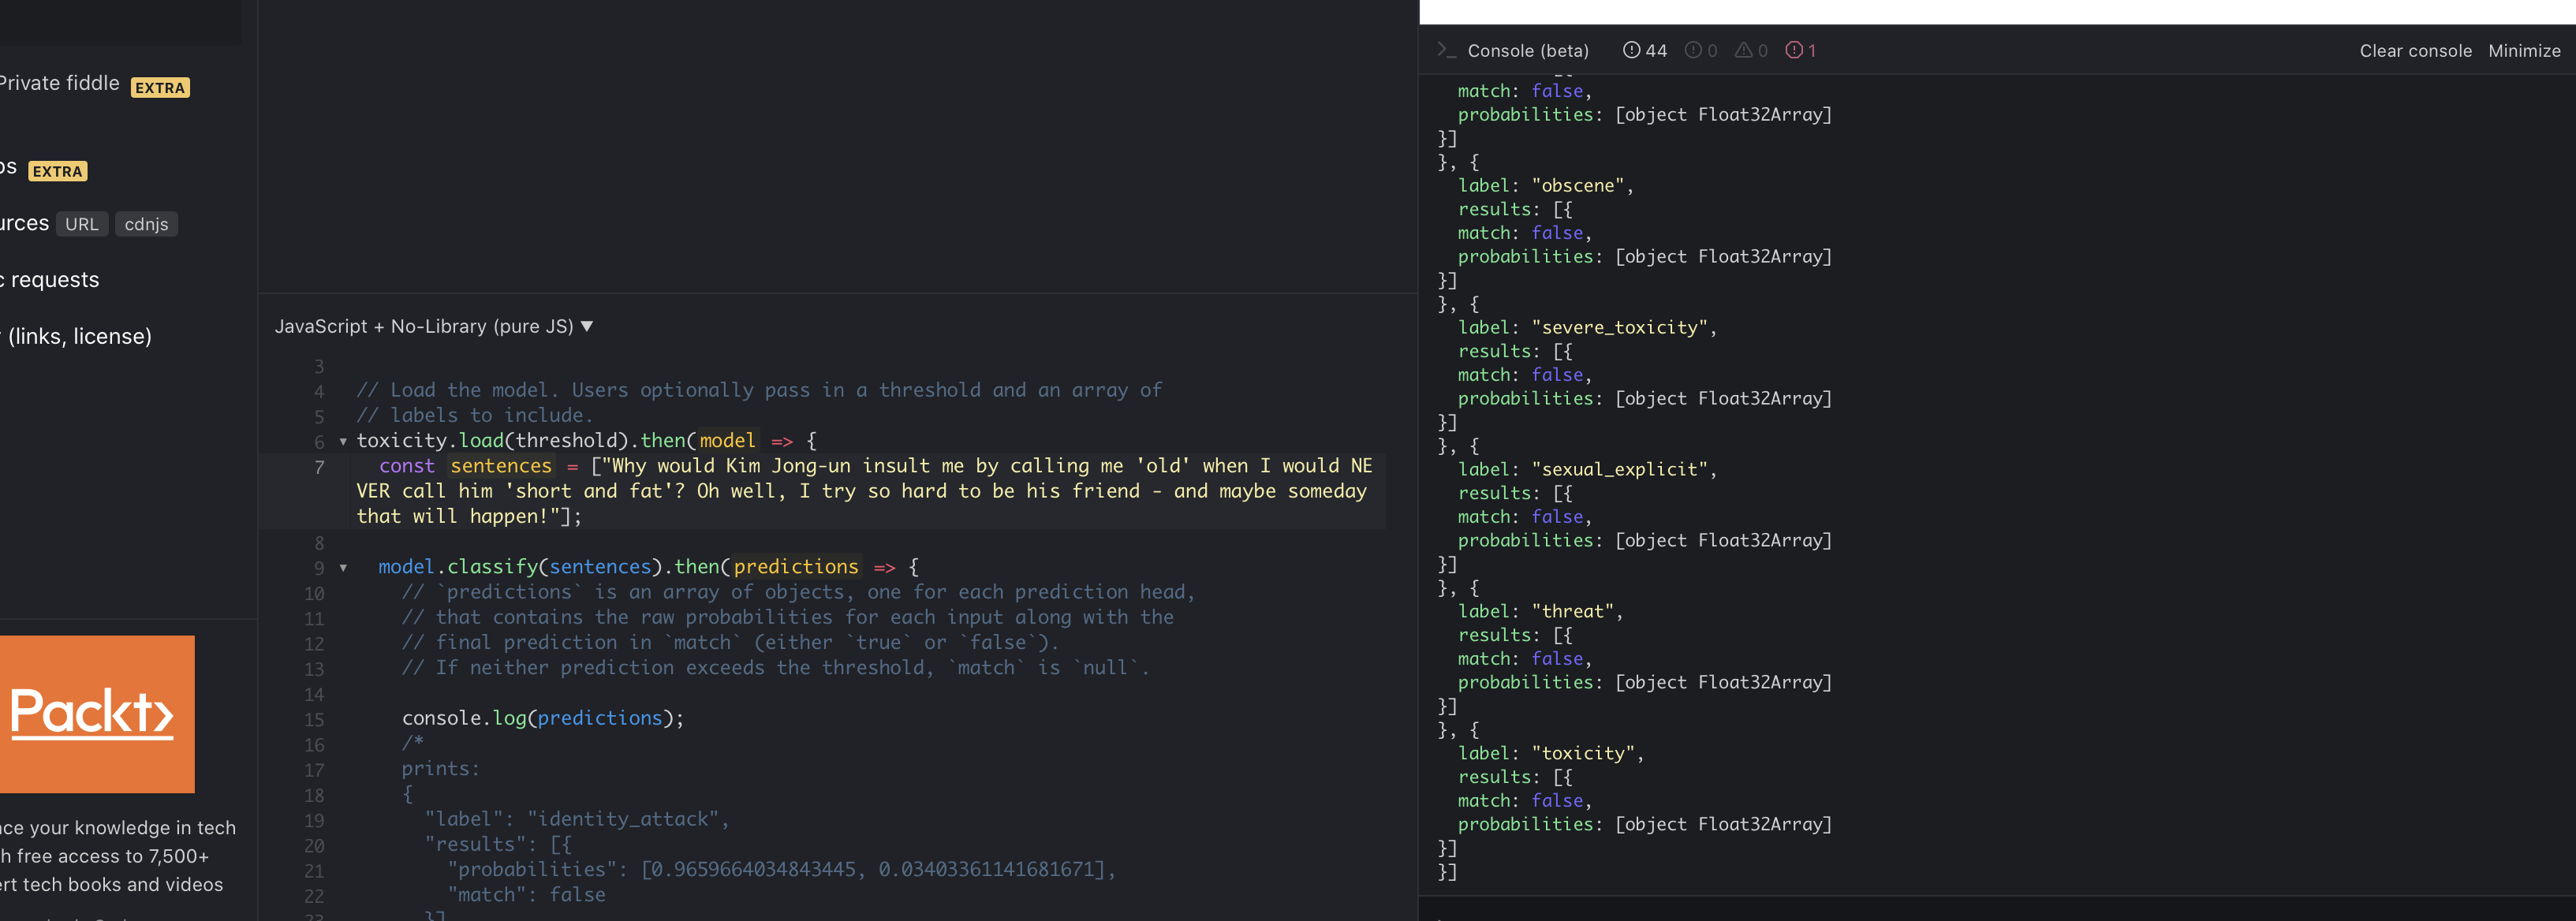 Private fiddle EXTRA
EXTRA
URL cdnjs
requests
(links, license)
Packt>
your knowledge in tech
free access to 7,500+
tech books and videos
JavaScript + No-Library (pure JS) ▼
3
4 // Load the model. Users optionally pass in a threshold and an array of
5 // labels to include.
6 ▾ toxicity.load(threshold).then(model => {
7 const sentences = ["Why would Kim Jong-un insult me by calling me 'old' when I would NE
VER call him 'short and fat'? Oh well, I try so hard to be his friend - and maybe someday
that will happen!"];
8
9 ▾ model.classify(sentences).then(predictions => {
10 // `predictions` is an array of objects, one for each prediction head,
11 // that contains the raw probabilities for each input along with the
12 // final prediction in `match` (either `true` or `false`).
13 // If neither prediction exceeds the threshold, `match` is `null`.
14
15 console.log(predictions);
16 /*
17 prints:
18 {
19 "label": "identity_attack",
20 "results": [{
21 "probabilities": [0.9659664034843445, 0.03403361141681671],
22 "match": false
23 }]
>_ Console (beta) 44 0 0 1 Clear console Minimize
match: false,
probabilities: [object Float32Array]
}]
}, {
label: "obscene",
results: [{
match: false,
probabilities: [object Float32Array]
}]
}, {
label: "severe_toxicity",
results: [{
match: false,
probabilities: [object Float32Array]
}]
}, {
label: "sexual_explicit",
results: [{
match: false,
probabilities: [object Float32Array]
}]
}, {
label: "threat",
results: [{
match: false,
probabilities: [object Float32Array]
}]
}, {
label: "toxicity",
results: [{
match: false,
probabilities: [object Float32Array]
}]
}]